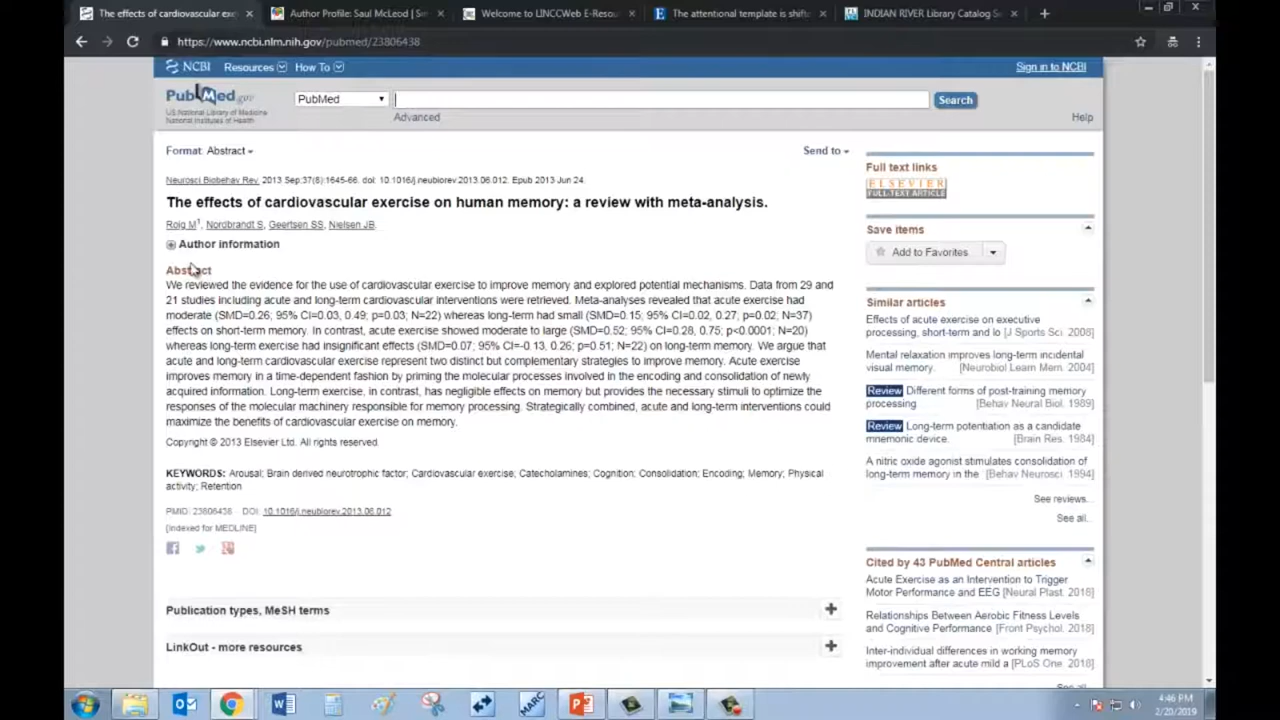 The effects of cardiovascular exe
Author Profile: Saul McLeod | S
Welcome to LINCCWeb E-Resou
The attentional template is shifte
INDIAN RIVER Library Catalog S
https://www.ncbi.nlm.nih.gov/pubmed/23806438
NCBI Resources How To Sign in to NCBI
PubMed.gov
US National Library of Medicine
National Institutes of Health
PubMed
Search
Advanced
Help
Format: Abstract
Send to
Neurosci Biobehav Rev. 2013 Sep;37(8):1645-66. doi: 10.1016/j.neubiorev.2013.06.012. Epub 2013 Jun 24.
The effects of cardiovascular exercise on human memory: a review with meta-analysis.
Roig M1, Nordbrandt S, Geertsen SS, Nielsen JB.
Author information
Abstract
We reviewed the evidence for the use of cardiovascular exercise to improve memory and explored potential mechanisms. Data from 29 and
21 studies including acute and long-term cardiovascular interventions were retrieved. Meta-analyses revealed that acute exercise had
moderate (SMD=0.26; 95% CI=0.03, 0.49; p=0.03; N=22) whereas long-term had small (SMD=0.15; 95% CI=0.02, 0.27; p=0.02, N=37)
effects on short-term memory. In contrast, acute exercise showed moderate to large (SMD=0.52; 95% CI=0.28, 0.75; p<0.0001; N=20)
whereas long-term exercise had insignificant effects (SMD=0.07; 95% CI=-0.13, 0.26; p=0.51; N=22) on long-term memory. We argue that
acute and long-term cardiovascular exercise represent two distinct but complementary strategies to improve memory. Acute exercise
improves memory in a time-dependent fashion by priming the molecular processes involved in the encoding and consolidation of newly
acquired information. Long-term exercise, in contrast, has negligible effects on memory but provides the necessary stimuli to optimize the
responses of the molecular machinery responsible for memory processing. Strategically combined, acute and long-term interventions could
maximize the benefits of cardiovascular exercise on memory.
Copyright © 2013 Elsevier Ltd. All rights reserved.
KEYWORDS: Arousal; Brain derived neurotrophic factor; Cardiovascular exercise; Catecholamines; Cognition; Consolidation; Encoding; Memory; Physical
activity; Retention
PMID: 23806438 DOI: 10.1016/j.neubiorev.2013.06.012
[Indexed for MEDLINE]
Publication types, MeSH terms
LinkOut - more resources
Full text links
ELSEVIER
FULL-TEXT ARTICLE
Save items
Add to Favorites
Similar articles
Effects of acute exercise on executive
processing, short-term and lo [J Sports Sci. 2008]
Mental relaxation improves long-term incidental
visual memory. [Neurobiol Learn Mem. 2004]
Review Different forms of post-training memory
processing [Behav Neural Biol. 1989]
Review Long-term potentiation as a candidate
mnemonic device. [Brain Res. 1984]
A nitric oxide agonist stimulates consolidation of
long-term memory in the [Behav Neurosci. 1994]
See reviews...
See all...
Cited by 43 PubMed Central articles
Acute Exercise as an Intervention to Trigger
Motor Performance and EEG [Neural Plast. 2018]
Relationships Between Aerobic Fitness Levels
and Cognitive Performance [Front Psychol. 2018]
Inter-individual differences in working memory
improvement after acute mild a [PLoS One. 2018]
See all...
MARC
4:46 PM
2/20/2019